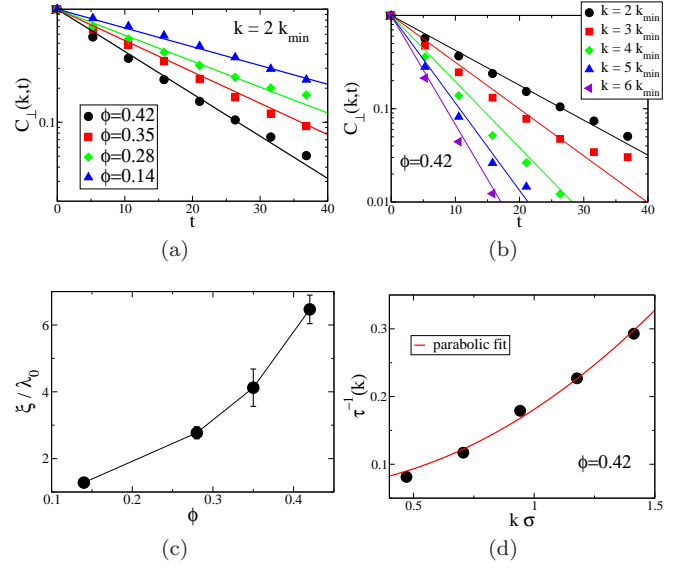 1
k = 2 k_min
C⊥(k,t)
0.1
ϕ=0.42
ϕ=0.35
ϕ=0.28
ϕ=0.14
0 10 20 30 40
t
(a)
1
k = 2 k_min
k = 3 k_min
k = 4 k_min
k = 5 k_min
k = 6 k_min
C⊥(k,t)
0.1
ϕ=0.42
0.01
0 10 20 30 40
t
(b)
6
4
2
ξ / λ₀
0.1 0.2 0.3 0.4
ϕ
(c)
0.3
0.2
0.1
parabolic fit
τ⁻¹(k)
ϕ=0.42
0.5 1 1.5
k σ
(d)